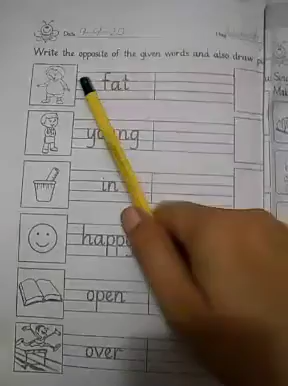 Date
Write the opposite of the given words and also draw
fat
young
in
happy
open
over